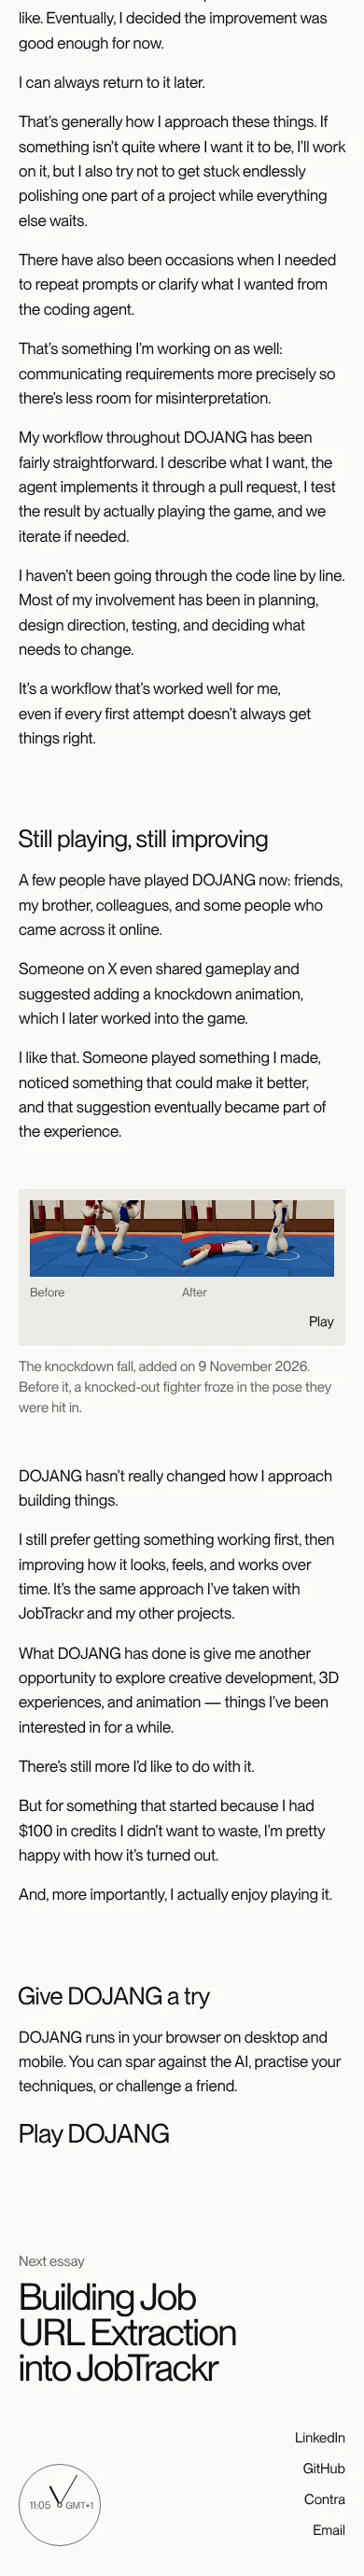 like. Eventually, I decided the improvement was
good enough for now.
I can always return to it later.
That’s generally how I approach these things. If
something isn’t quite where I want it to be, I’ll work
on it, but I also try not to get stuck endlessly
polishing one part of a project while everything
else waits.
There have also been occasions when I needed
to repeat prompts or clarify what I wanted from
the coding agent.
That’s something I’m working on as well:
communicating requirements more precisely so
there’s less room for misinterpretation.
My workflow throughout DOJANG has been
fairly straightforward. I describe what I want, the
agent implements it through a pull request, I test
the result by actually playing the game, and we
iterate if needed.
I haven’t been going through the code line by line.
Most of my involvement has been in planning,
design direction, testing, and deciding what
needs to change.
It’s a workflow that’s worked well for me,
even if every first attempt doesn’t always get
things right.
Still playing, still improving
A few people have played DOJANG now: friends,
my brother, colleagues, and some people who
came across it online.
Someone on X even shared gameplay and
suggested adding a knockdown animation,
which I later worked into the game.
I like that. Someone played something I made,
noticed something that could make it better,
and that suggestion eventually became part of
the experience.
Before
After
Play
The knockdown fall, added on 9 November 2026.
Before it, a knocked-out fighter froze in the pose they
were hit in.
DOJANG hasn’t really changed how I approach
building things.
I still prefer getting something working first, then
improving how it looks, feels, and works over
time. It’s the same approach I’ve taken with
JobTrackr and my other projects.
What DOJANG has done is give me another
opportunity to explore creative development, 3D
experiences, and animation — things I’ve been
interested in for a while.
There’s still more I’d like to do with it.
But for something that started because I had
$100 in credits I didn’t want to waste, I’m pretty
happy with how it’s turned out.
And, more importantly, I actually enjoy playing it.
Give DOJANG a try
DOJANG runs in your browser on desktop and
mobile. You can spar against the AI, practise your
techniques, or challenge a friend.
Play DOJANG
Next essay
Building Job
URL Extraction
into JobTrackr
LinkedIn
GitHub
Contra
Email
11:05 GMT+1